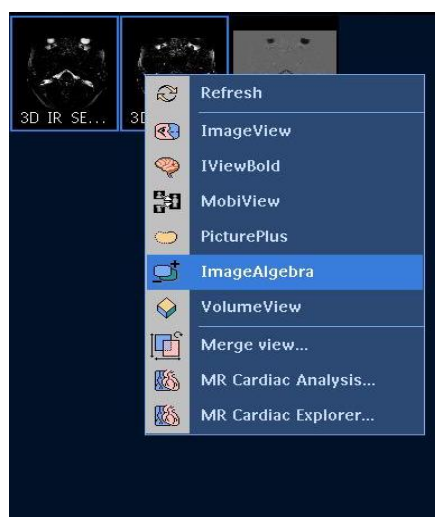 3D IR SE...
3D
Refresh
ImageView
IViewBold
MobiView
PicturePlus
ImageAlgebra
VolumeView
Merge view...
MR Cardiac Analysis...
MR Cardiac Explorer...